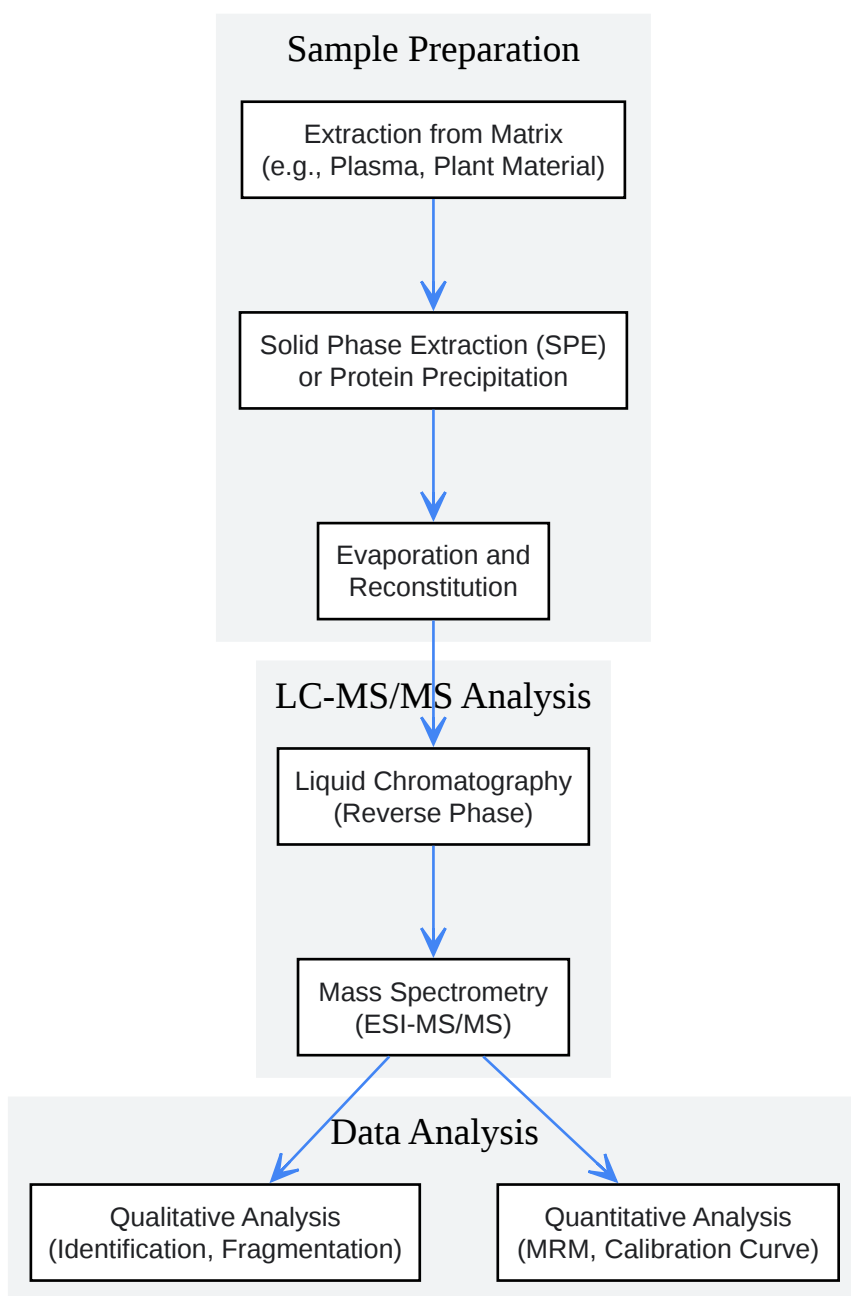 Sample Preparation
Extraction from Matrix
(e.g., Plasma, Plant Material)
Solid Phase Extraction (SPE)
or Protein Precipitation
Evaporation and
Reconstitution
LC-MS/MS Analysis
Liquid Chromatography
(Reverse Phase)
Mass Spectrometry
(ESI-MS/MS)
Data Analysis
Qualitative Analysis
(Identification, Fragmentation)
Quantitative Analysis
(MRM, Calibration Curve)